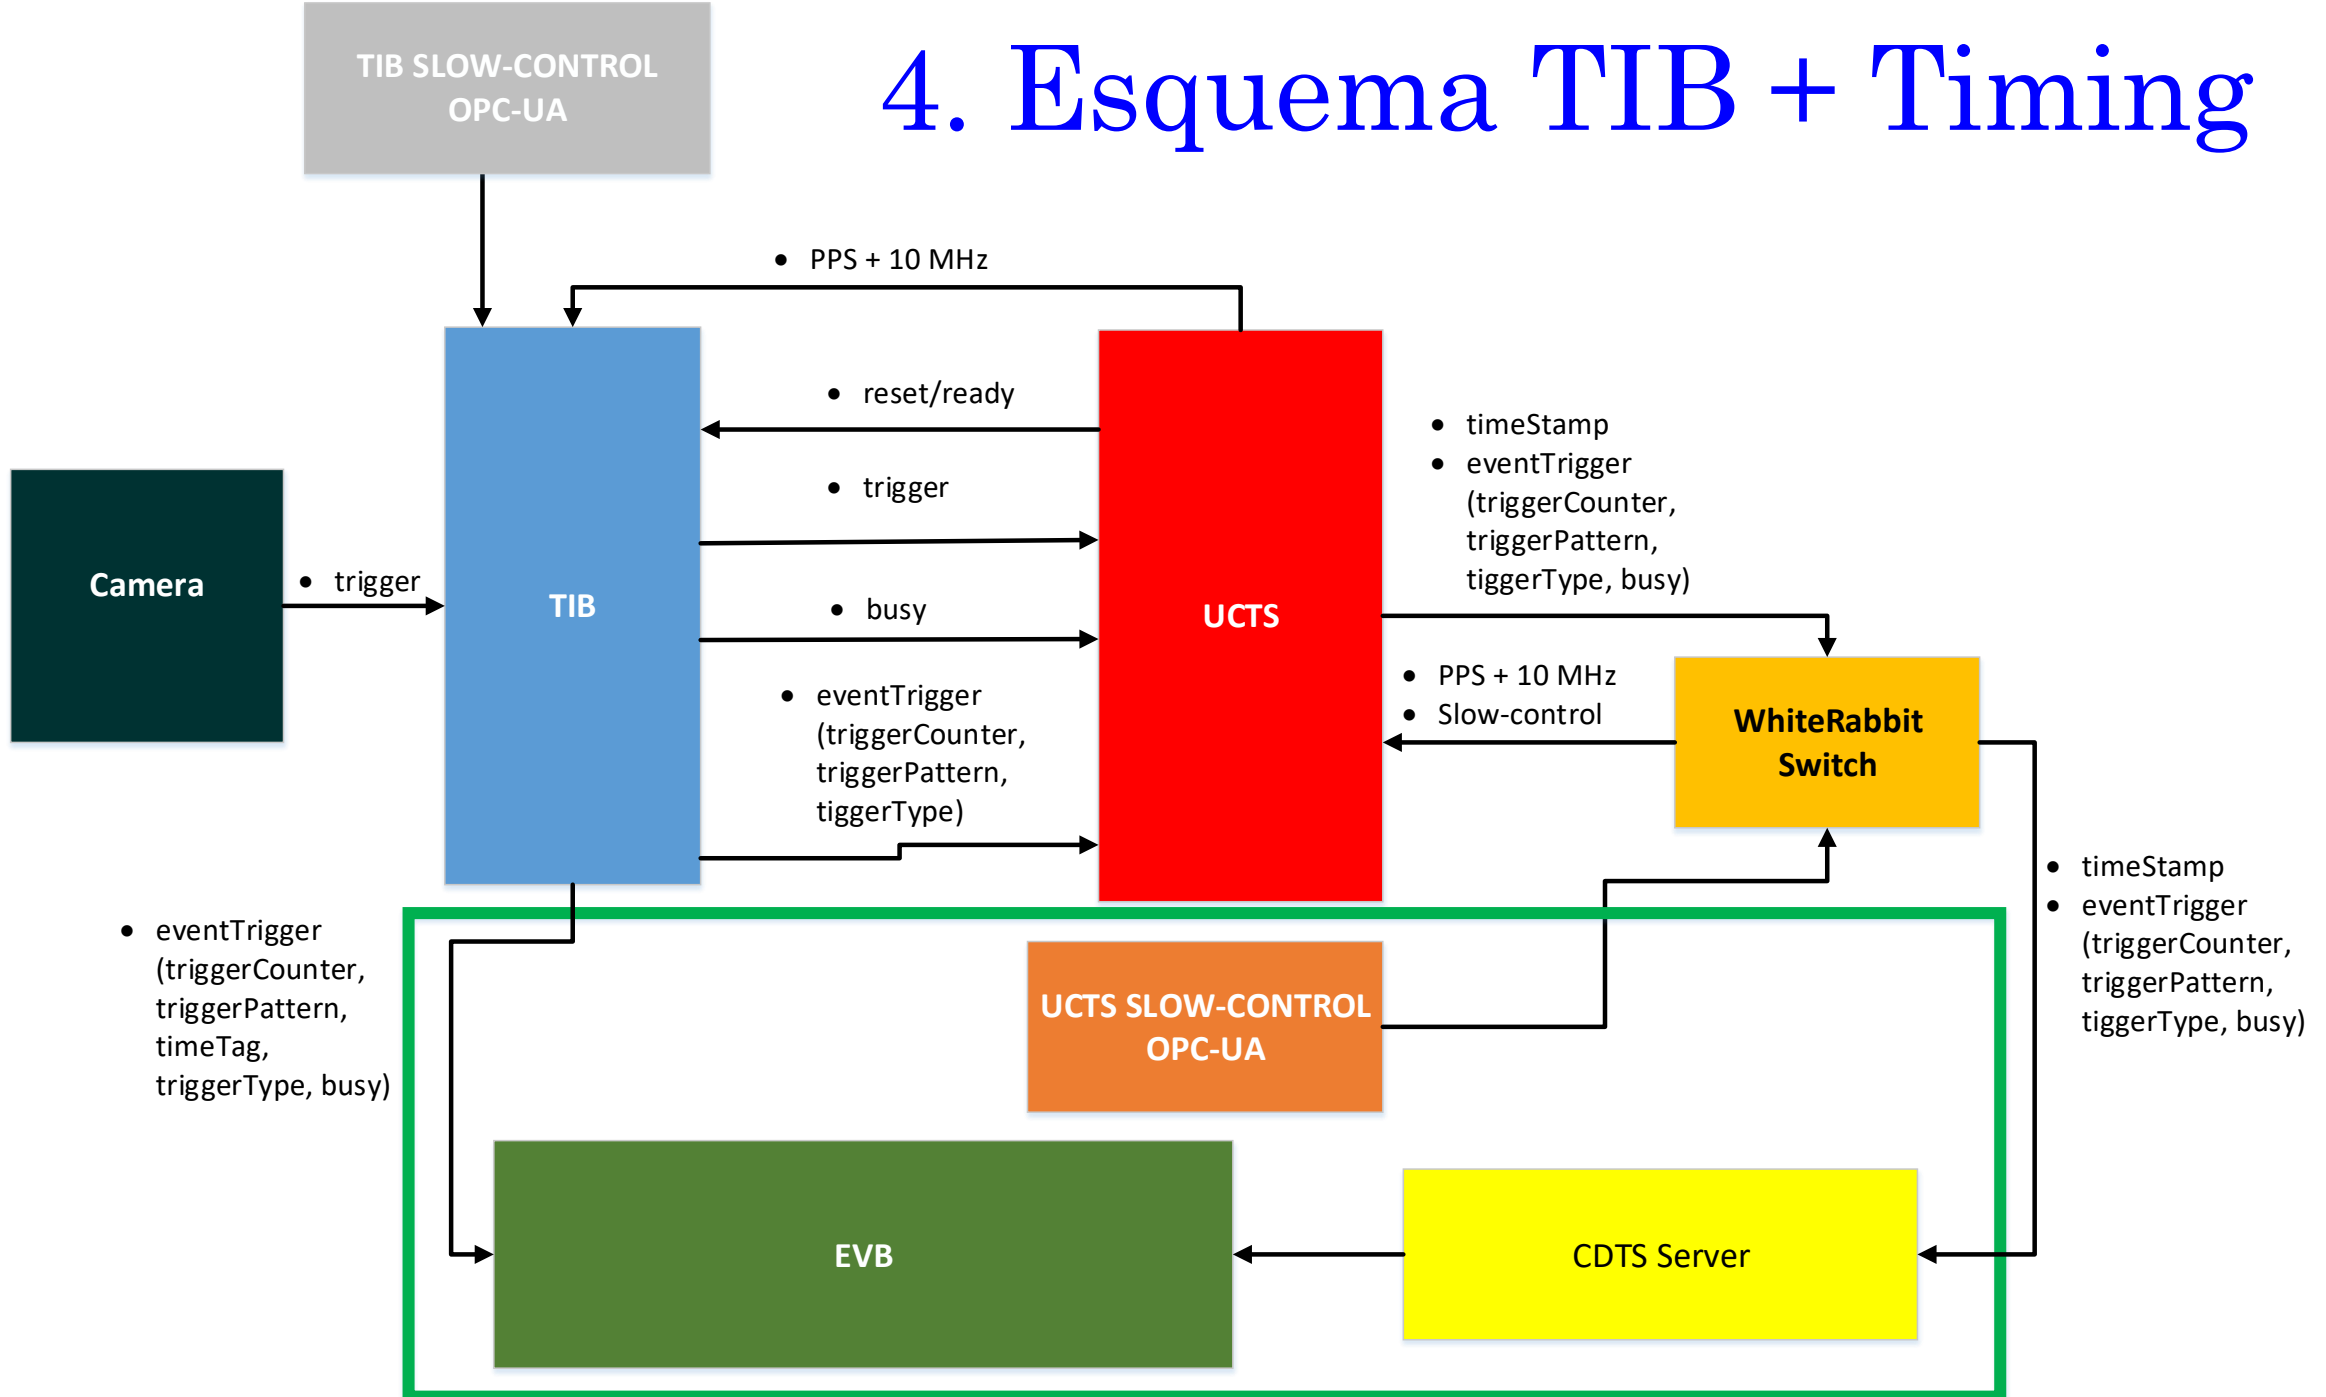 4. Esquema TIB + Timing
TIB SLOW-CONTROL
OPC-UA
• PPS + 10 MHz
• reset/ready
• trigger
• busy
• eventTrigger
(triggerCounter,
triggerPattern,
tiggerType)
Camera
• trigger
TIB
UCTS
• timeStamp
• eventTrigger
(triggerCounter,
triggerPattern,
tiggerType, busy)
• PPS + 10 MHz
• Slow-control
WhiteRabbit
Switch
• timeStamp
• eventTrigger
(triggerCounter,
triggerPattern,
tiggerType, busy)
• eventTrigger
(triggerCounter,
triggerPattern,
timeTag,
triggerType, busy)
UCTS SLOW-CONTROL
OPC-UA
EVB
CDTS Server